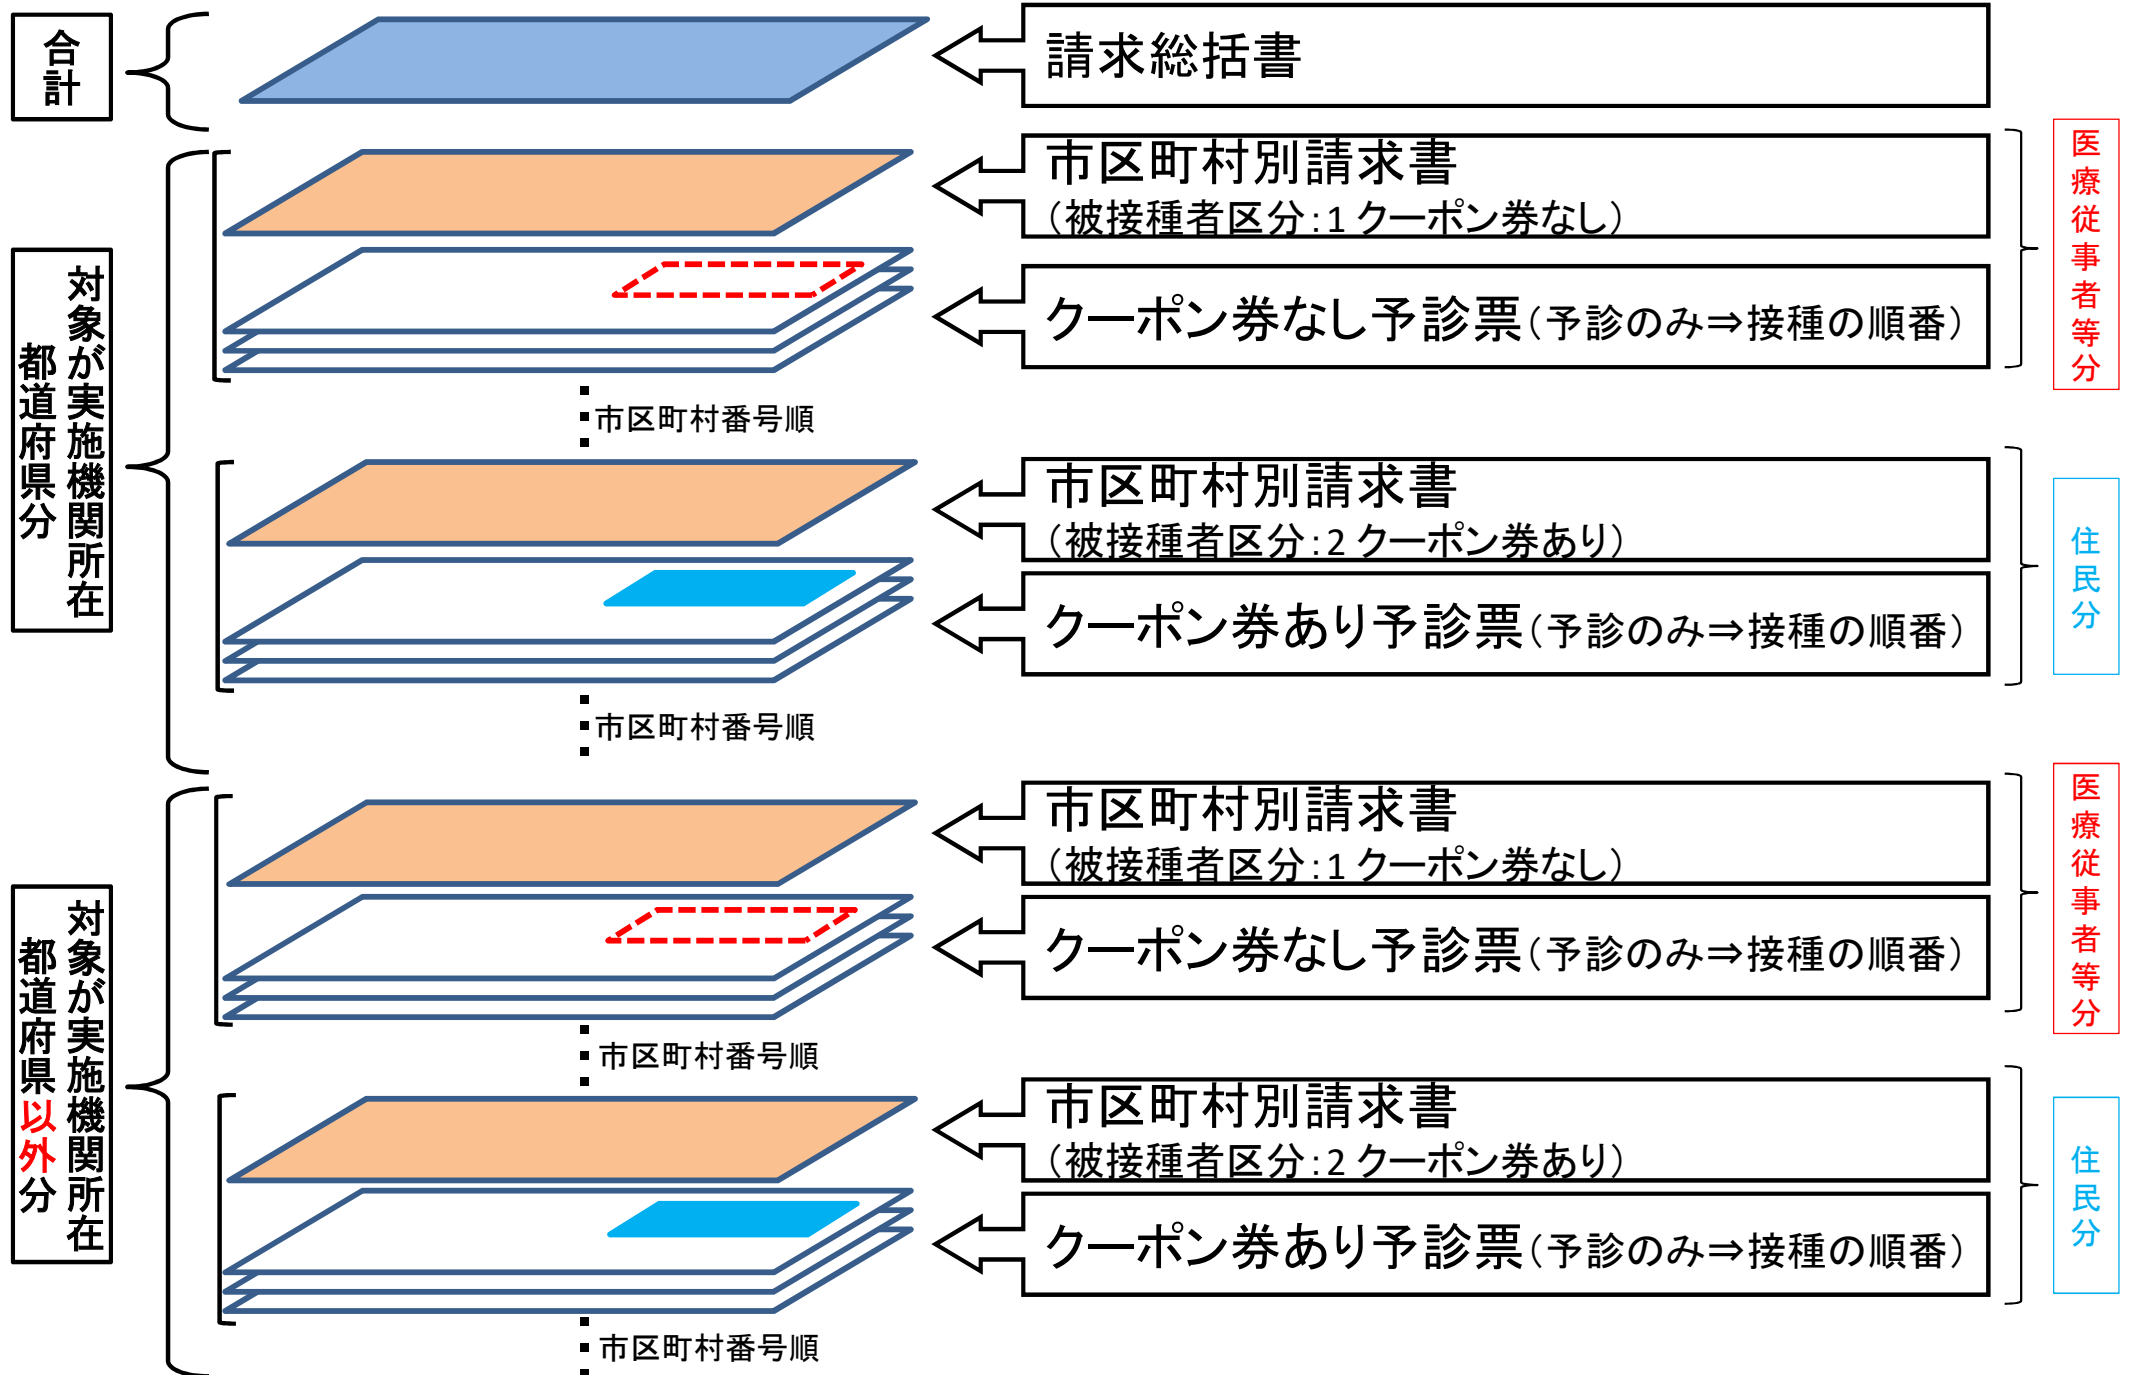 合計
請求総括書
対象が実施機関所在
都道府県分
市区町村別請求書
（被接種者区分：1 クーポン券なし）
クーポン券なし予診票（予診のみ⇒接種の順番）
医療従事者等分
市区町村番号順
市区町村別請求書
（被接種者区分：2 クーポン券あり）
クーポン券あり予診票（予診のみ⇒接種の順番）
住民分
市区町村番号順
対象が実施機関所在
都道府県以外分
市区町村別請求書
（被接種者区分：1 クーポン券なし）
クーポン券なし予診票（予診のみ⇒接種の順番）
医療従事者等分
市区町村番号順
市区町村別請求書
（被接種者区分：2 クーポン券あり）
クーポン券あり予診票（予診のみ⇒接種の順番）
住民分
市区町村番号順